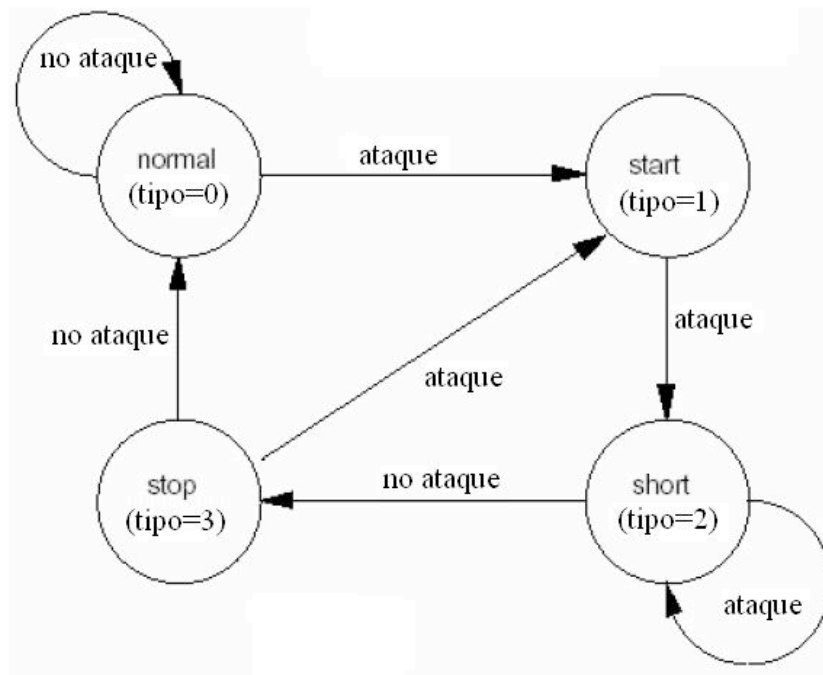 no ataque
normal
(tipo=0)
ataque
start
(tipo=1)
no ataque
ataque
ataque
stop
(tipo=3)
no ataque
short
(tipo=2)
ataque